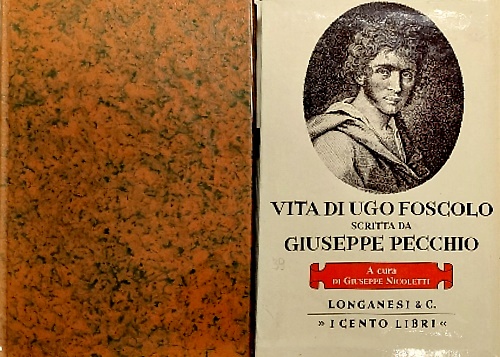 VITA DI UGO FOSCOLO
SCRITTA DA
GIUSEPPE PECCHIO
A cura
DI GIUSEPPE NICOLETTI
LONGANESI & C.
» I CENTO LIBRI «